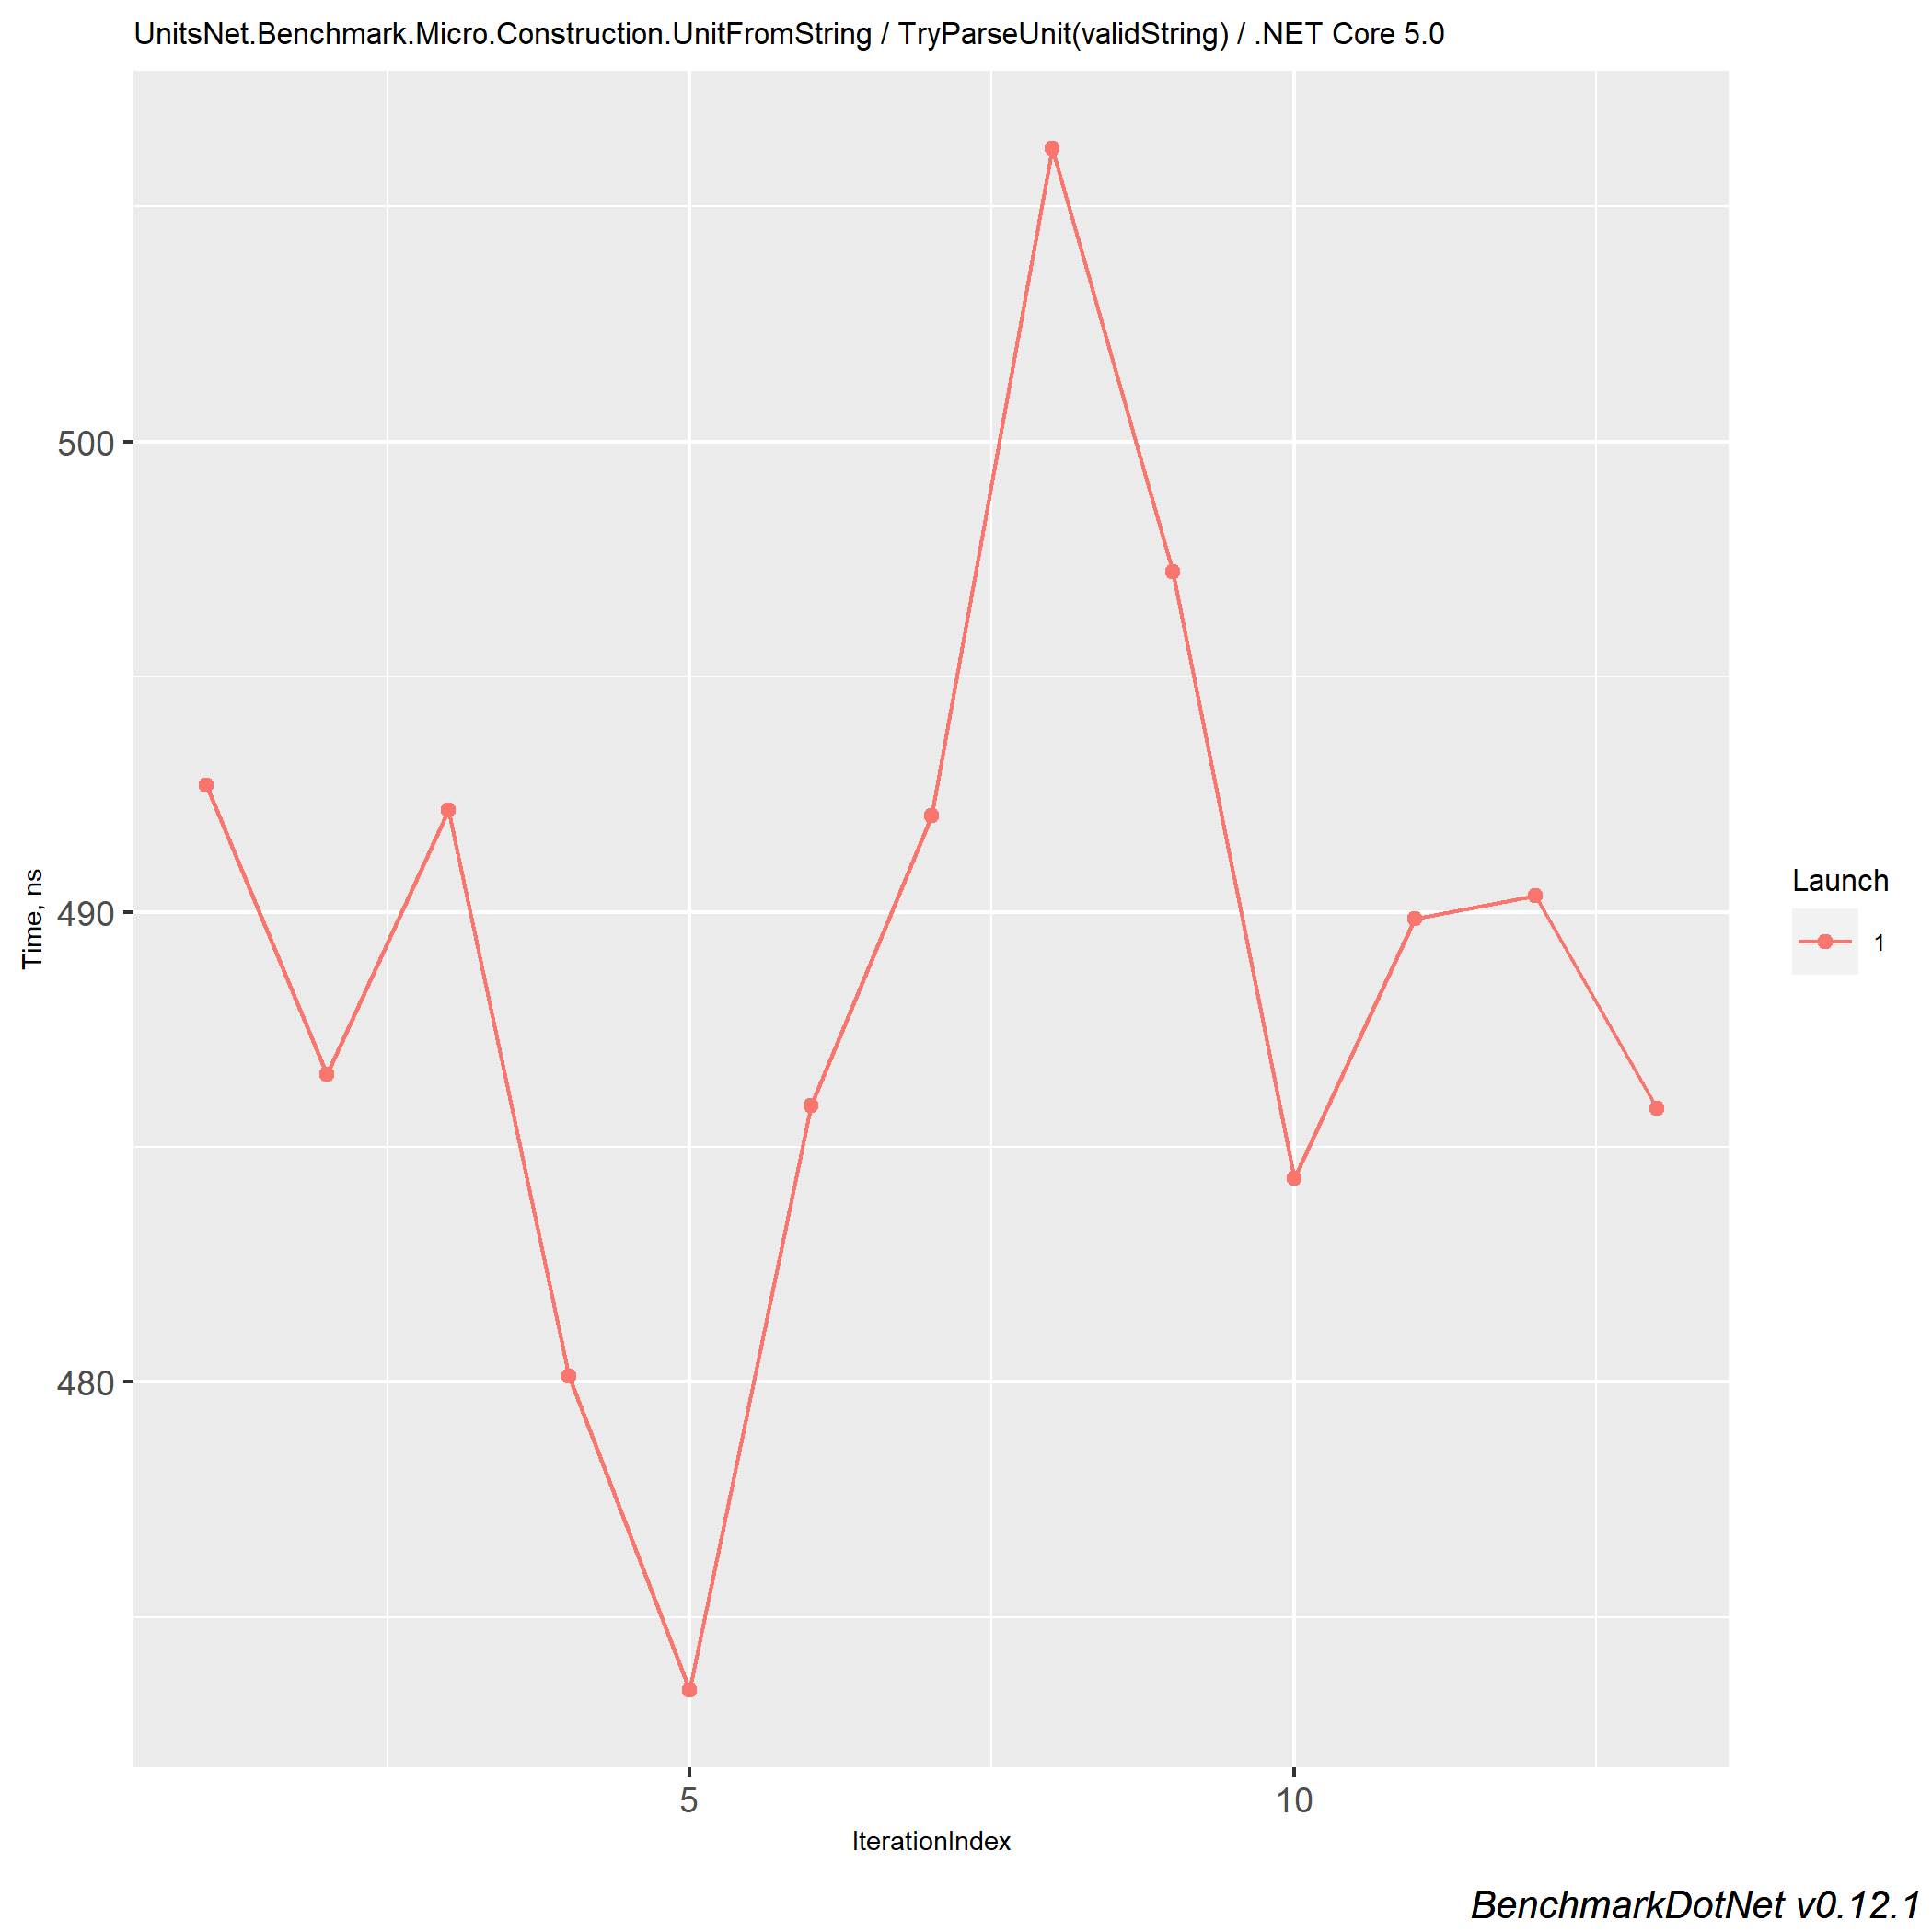 UnitsNet.Benchmark.Micro.Construction.UnitFromString / TryParseUnit(validString) / .NET Core 5.0
Time, ns
500
490
480
5
10
IterationIndex
Launch
1
BenchmarkDotNet v0.12.1